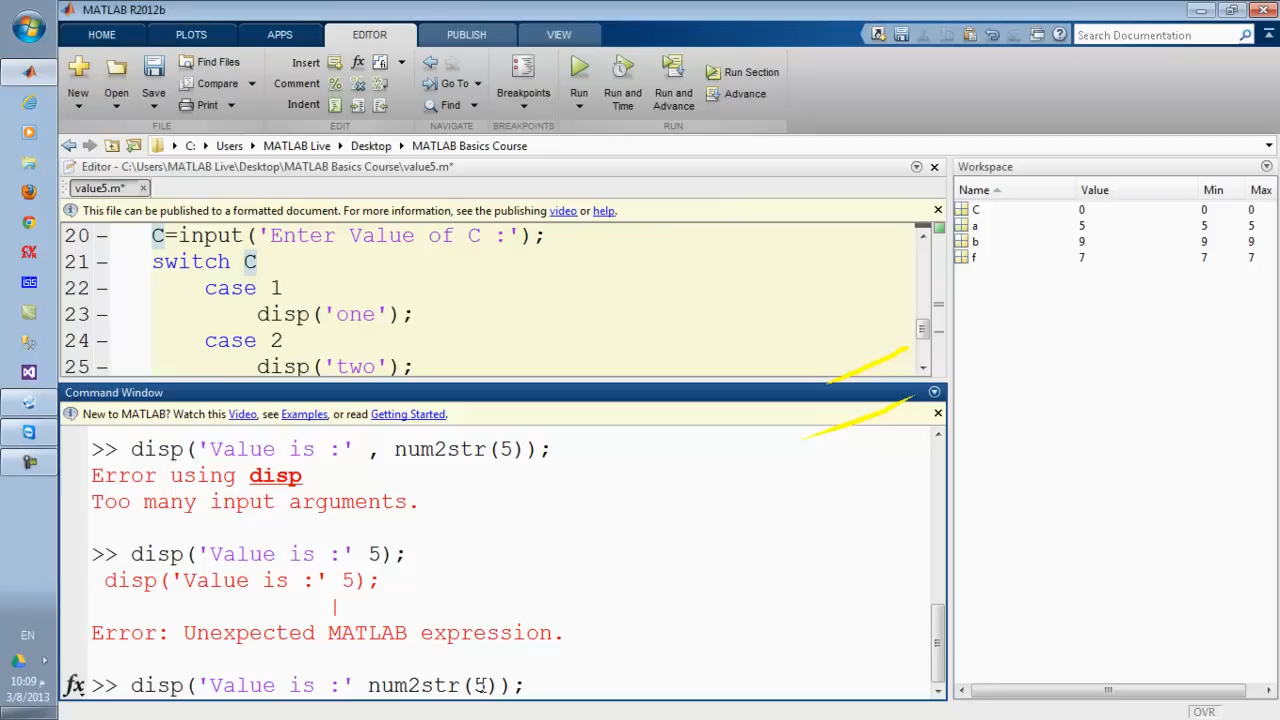 MATLAB R2012b
HOME PLOTS APPS EDITOR PUBLISH VIEW
Search Documentation
New Open Save Find Files Compare Print
Insert Comment Indent fx
Go To Find
Breakpoints
Run Run and Time Run and Advance Run Section Advance
FILE EDIT NAVIGATE BREAKPOINTS RUN
C: Users MATLAB Live Desktop MATLAB Basics Course
Editor - C:\Users\MATLAB Live\Desktop\MATLAB Basics Course\value5.m*
value5.m*
This file can be published to a formatted document. For more information, see the publishing video or help.
20 - C=input('Enter Value of C :');
21 - switch C
22 - case 1
23 - disp('one');
24 - case 2
25 - disp('two');
Command Window
New to MATLAB? Watch this Video, see Examples, or read Getting Started.
>> disp('Value is :' , num2str(5));
Error using disp
Too many input arguments.
>> disp('Value is :' 5);
disp('Value is :' 5);
|
Error: Unexpected MATLAB expression.
fx >> disp('Value is :' num2str(5));
Workspace
Name Value Min Max
C 0 0 0
a 5 5 5
b 9 9 9
f 7 7 7
OVR
ISIS
EN
10:09 م
3/8/2013